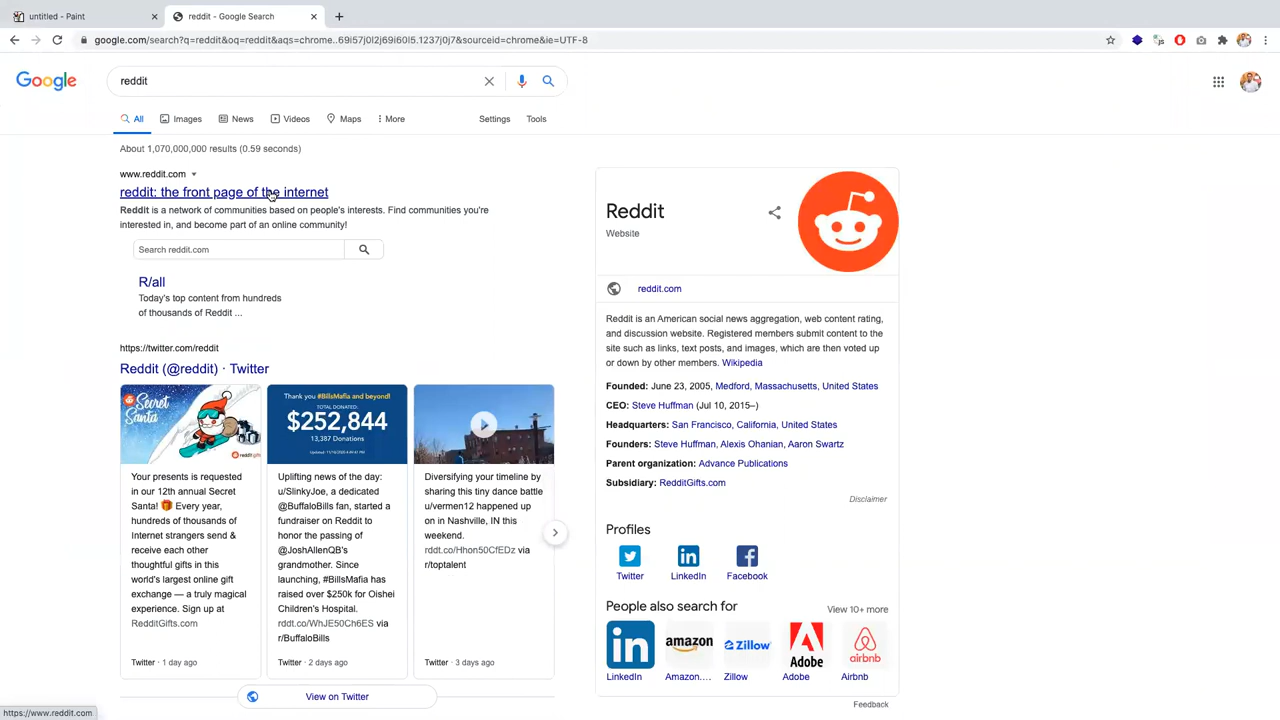 untitled - Paint
reddit - Google Search
google.com/search?q=reddit&oq=reddit&aqs=chrome..69i57j0l2j69i60l5.1237j0j7&sourceid=chrome&ie=UTF-8
Google
reddit
All
Images
News
Videos
Maps
More
Settings
Tools
About 1,070,000,000 results (0.59 seconds)
www.reddit.com
reddit: the front page of the internet
Reddit is a network of communities based on people's interests. Find communities you're
interested in, and become part of an online community!
Search reddit.com
R/all
Today's top content from hundreds
of thousands of Reddit ...
https://twitter.com/reddit
Reddit (@reddit) · Twitter
Secret
Santa
redditgifts
Your presents is requested
in our 12th annual Secret
Santa! 🎁 Every year,
hundreds of thousands of
Internet strangers send &
receive each other
thoughtful gifts in this
world's largest online gift
exchange — a truly magical
experience. Sign up at
RedditGifts.com
Twitter · 1 day ago
Thank you #BillsMafia and beyond!
TOTAL DONATED:
$252,844
13,387 Donations
Uplifting news of the day:
u/SlinkyJoe, a dedicated
@BuffaloBills fan, started a
fundraiser on Reddit to
honor the passing of
@JoshAllenQB's
grandmother. Since
launching, #BillsMafia has
raised over $250k for Oishei
Children's Hospital.
rddt.co/WhJE50Ch6ES via
r/BuffaloBills
Twitter · 2 days ago
Diversifying your timeline by
sharing this tiny dance battle
u/vermen12 happened up
on in Nashville, IN this
weekend.
rddt.co/Hhon50CfEDz via
r/toptalent
Twitter · 3 days ago
View on Twitter
Reddit
Website
reddit.com
Reddit is an American social news aggregation, web content rating,
and discussion website. Registered members submit content to the
site such as links, text posts, and images, which are then voted up
or down by other members. Wikipedia
Founded: June 23, 2005, Medford, Massachusetts, United States
CEO: Steve Huffman (Jul 10, 2015–)
Headquarters: San Francisco, California, United States
Founders: Steve Huffman, Alexis Ohanian, Aaron Swartz
Parent organization: Advance Publications
Subsidiary: RedditGifts.com
Disclaimer
Profiles
Twitter
LinkedIn
Facebook
People also search for
View 10+ more
in
amazon
Zillow
Adobe
airbnb
LinkedIn
Amazon....
Zillow
Adobe
Airbnb
Feedback
https://www.reddit.com